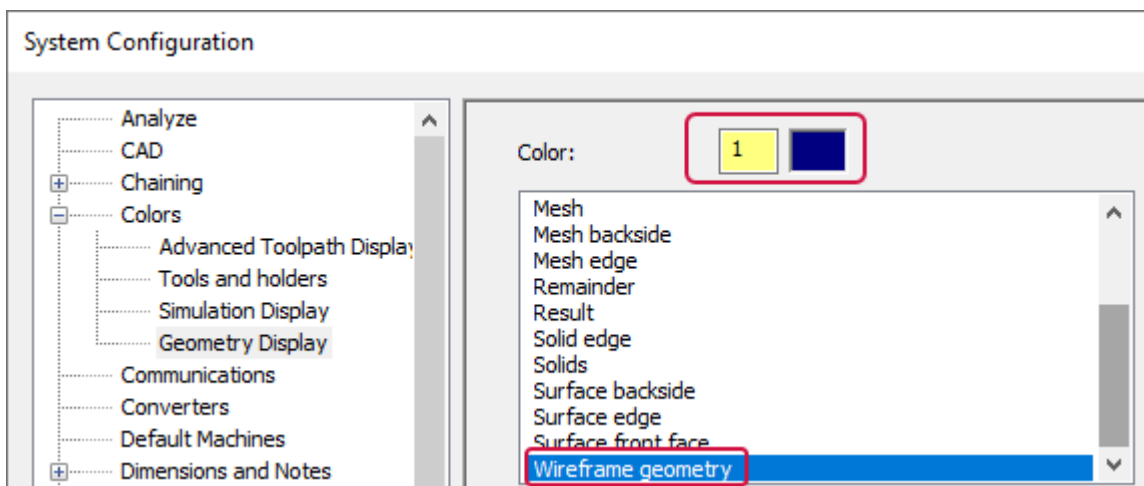 System Configuration
Analyze
CAD
Chaining
Colors
Advanced Toolpath Display
Tools and holders
Simulation Display
Geometry Display
Communications
Converters
Default Machines
Dimensions and Notes
Color:
1
Mesh
Mesh backside
Mesh edge
Remainder
Result
Solid edge
Solids
Surface backside
Surface edge
Surface front face
Wireframe geometry